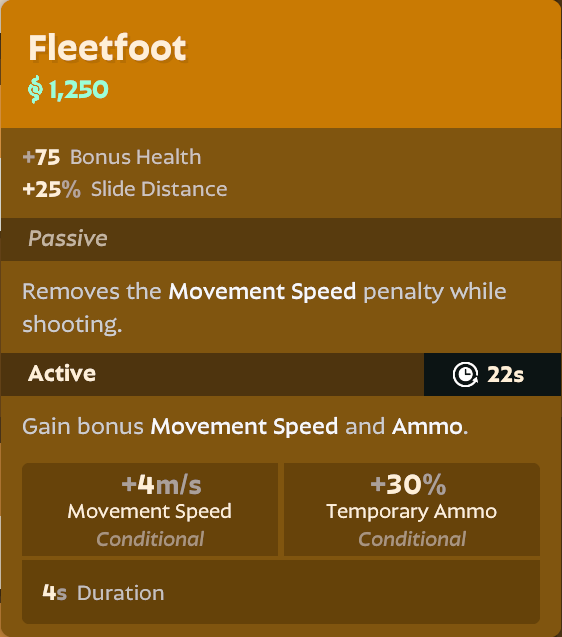 Fleetfoot
1,250
+75 Bonus Health
+25% Slide Distance
Passive
Removes the Movement Speed penalty while
shooting.
Active 22s
Gain bonus Movement Speed and Ammo.
+4m/s +30%
Movement Speed Temporary Ammo
Conditional Conditional
4s Duration